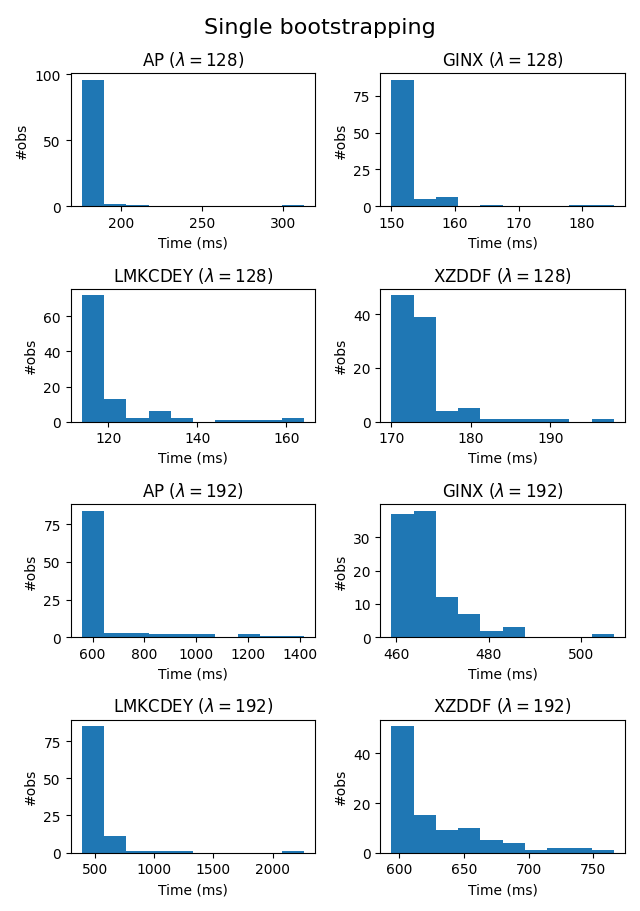 Single bootstrapping
AP (λ = 128)
GINX (λ = 128)
#obs
100
50
0
200
250
300
Time (ms)
#obs
75
50
25
0
150
160
170
180
Time (ms)
LMKCDEY (λ = 128)
XZDDF (λ = 128)
#obs
60
40
20
0
120
140
160
Time (ms)
#obs
40
20
0
170
180
190
Time (ms)
AP (λ = 192)
GINX (λ = 192)
#obs
75
50
25
0
600
800
1000
1200
1400
Time (ms)
#obs
30
20
10
0
460
480
500
Time (ms)
LMKCDEY (λ = 192)
XZDDF (λ = 192)
#obs
75
50
25
0
500
1000
1500
2000
Time (ms)
#obs
40
20
0
600
650
700
750
Time (ms)